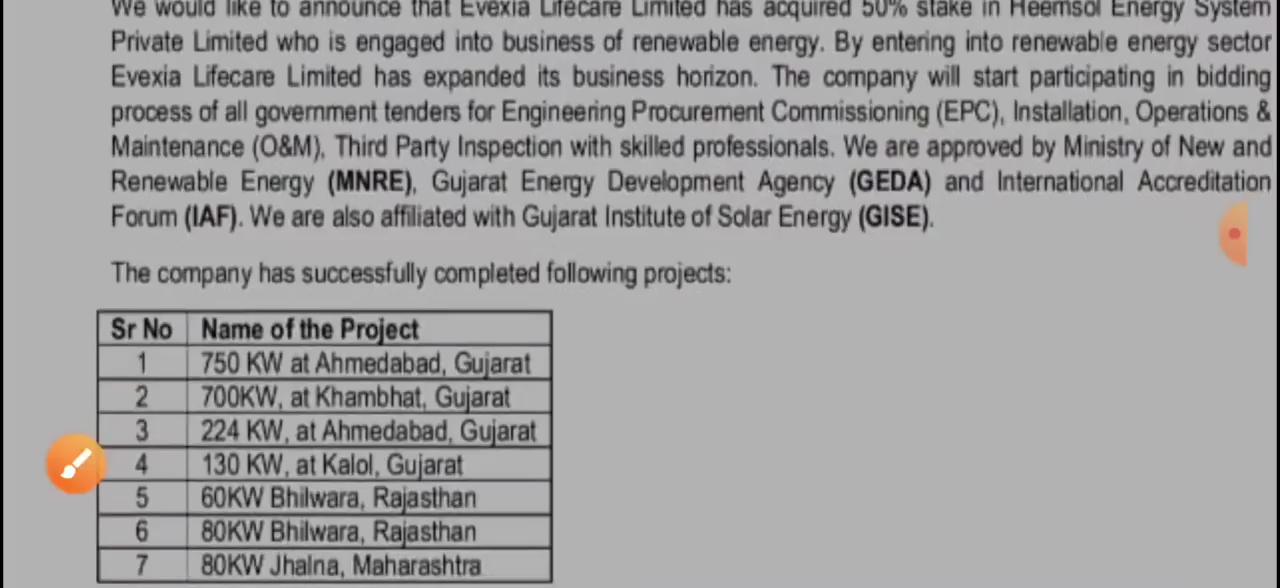 We would like to announce that Evexia Lifecare Limited has acquired 50% stake in Heemsol Energy System
Private Limited who is engaged into business of renewable energy. By entering into renewable energy sector
Evexia Lifecare Limited has expanded its business horizon. The company will start participating in bidding
process of all government tenders for Engineering Procurement Commissioning (EPC), Installation, Operations &
Maintenance (O&M), Third Party Inspection with skilled professionals. We are approved by Ministry of New and
Renewable Energy (MNRE), Gujarat Energy Development Agency (GEDA) and International Accreditation
Forum (IAF). We are also affiliated with Gujarat Institute of Solar Energy (GISE).
The company has successfully completed following projects:
Sr No Name of the Project
1 750 KW at Ahmedabad, Gujarat
2 700KW, at Khambhat, Gujarat
3 224 KW, at Ahmedabad, Gujarat
4 130 KW, at Kalol, Gujarat
5 60KW Bhilwara, Rajasthan
6 80KW Bhilwara, Rajasthan
7 80KW Jhalna, Maharashtra